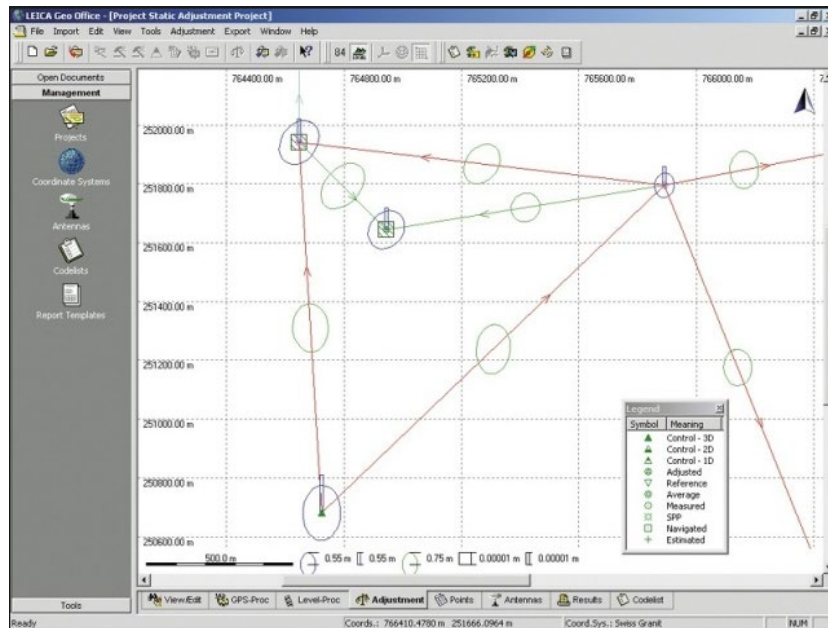 LEICA Geo Office - [Project Static Adjustment Project]
File Import Edit View Tools Adjustment Export Window Help
84
Open Documents
Management
Projects
Coordinate Systems
Antennas
Codelists
Report Templates
Tools
764400.00 m 764800.00 m 765200.00 m 765600.00 m 766000.00 m
252000.00 m
251800.00 m
251600.00 m
251400.00 m
251200.00 m
251000.00 m
250800.00 m
250600.00 m
Legend
Symbol Meaning
Control - 3D
Control - 2D
Control - 1D
Adjusted
Reference
Average
Measured
SPP
Navigated
Estimated
500.0 m 0.55 m 0.55 m 0.75 m 0.00001 m 0.00001 m
View/Edit GPS-Proc Level-Proc Adjustment Points Antennas Results Codelist
Ready Coords.: 766410.4780 m 251666.0964 m Coord.Sys.: Swiss Granit NUM